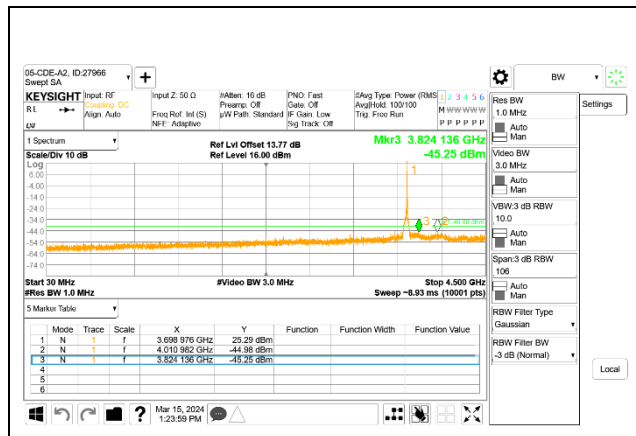 05-CDE-A2, ID:27966
Swept SA
+
BW
KEYSIGHT
RL
Input: RF
Coupling: DC
Align: Auto
Input Z: 50 Ω
Freq Ref: Int (S)
NFE: Adaptive
#Atten: 16 dB
Preamp: Off
µW Path: Standard
PNO: Fast
Gate: Off
IF Gain: Low
Sig Track: Off
#Avg Type: Power (RMS
Avg|Hold: 100/100
Trig: Free Run
1 2 3 4 5 6
M W W W W W
P P P P P P
1 Spectrum
Scale/Div 10 dB
Ref Lvl Offset 13.77 dB
Ref Level 16.00 dBm
Mkr3 3.824 136 GHz
-45.25 dBm
Log
6.00
-4.00
-14.0
-24.0
-34.0
-44.0
-54.0
-64.0
-74.0
1
3
2
Start 30 MHz
#Res BW 1.0 MHz
#Video BW 3.0 MHz
Stop 4.500 GHz
Sweep ~8.93 ms (10001 pts)
5 Marker Table
Mode Trace Scale X Y Function Function Width Function Value
1 N 1 f 3.698 976 GHz 25.29 dBm
2 N 1 f 4.010 982 GHz -44.98 dBm
3 N 1 f 3.824 136 GHz -45.25 dBm
4
5
6
?
Mar 15, 2024
1:23:59 PM
Res BW
1.0 MHz
Auto
Man
Video BW
3.0 MHz
Auto
Man
VBW:3 dB RBW
10.0
Auto
Man
Span:3 dB RBW
106
Auto
Man
RBW Filter Type
Gaussian
RBW Filter BW
-3 dB (Normal)
Settings
Local